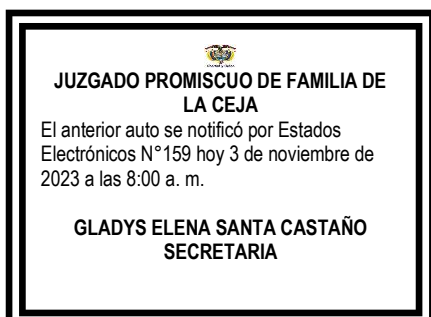 JUZGADO PROMISCUO DE FAMILIA DE
LA CEJA
El anterior auto se notificó por Estados
Electrónicos N°159 hoy 3 de noviembre de
2023 a las 8:00 a. m.
GLADYS ELENA SANTA CASTAÑO
SECRETARIA